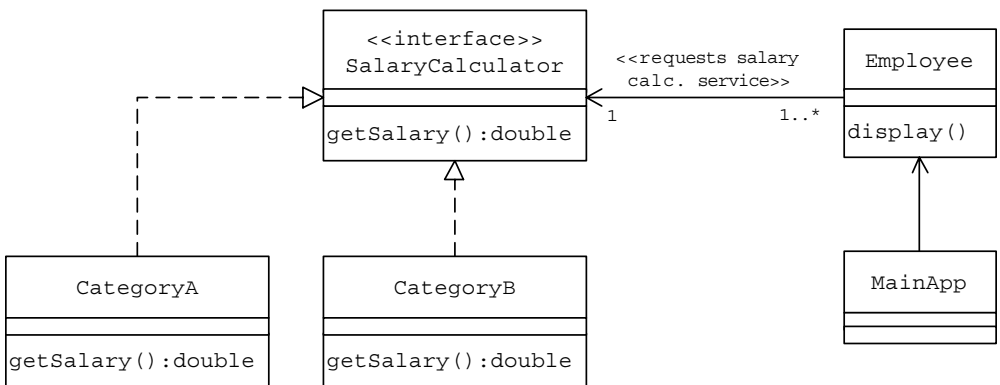 <<interface>>
SalaryCalculator
getSalary():double
<<requests salary
calc. service>>
1
1..*
Employee
display()
CategoryA
getSalary():double
CategoryB
getSalary():double
MainApp